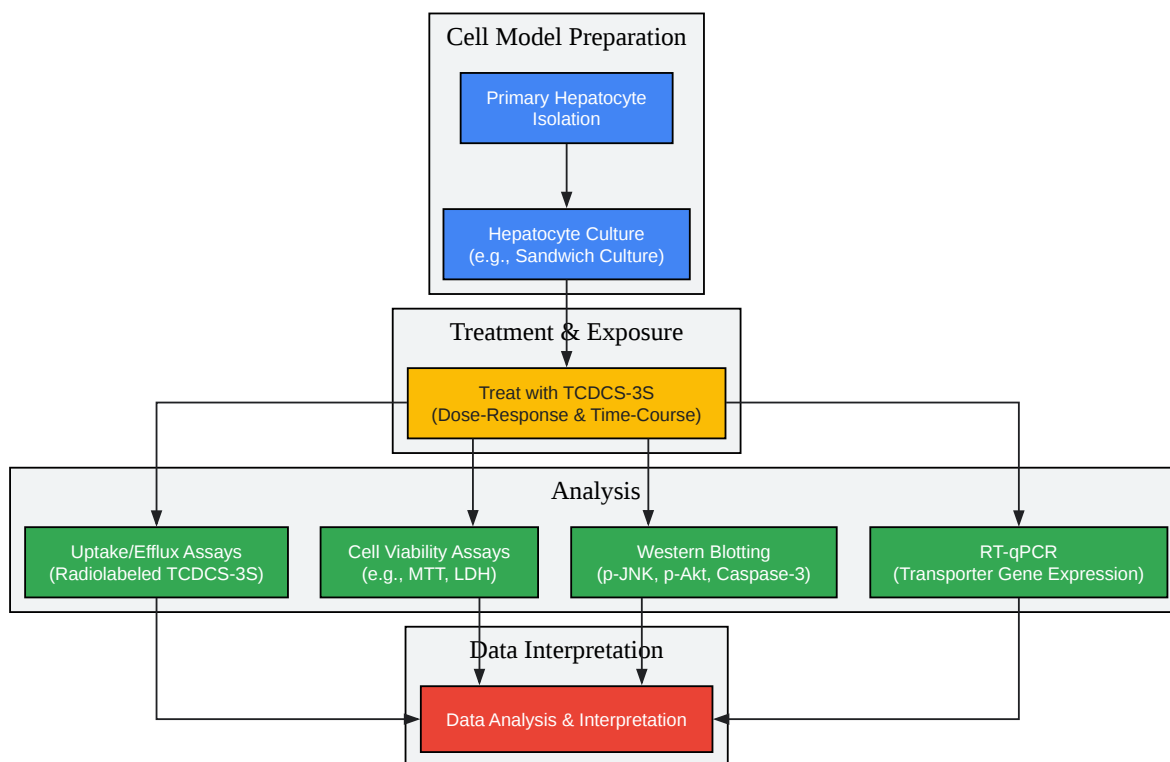 Cell Model Preparation
Primary Hepatocyte
Isolation
Hepatocyte Culture
(e.g., Sandwich Culture)
Treatment & Exposure
Treat with TCDCS-3S
(Dose-Response & Time-Course)
Analysis
Uptake/Efflux Assays
(Radiolabeled TCDCS-3S)
Cell Viability Assays
(e.g., MTT, LDH)
Western Blotting
(p-JNK, p-Akt, Caspase-3)
RT-qPCR
(Transporter Gene Expression)
Data Interpretation
Data Analysis & Interpretation